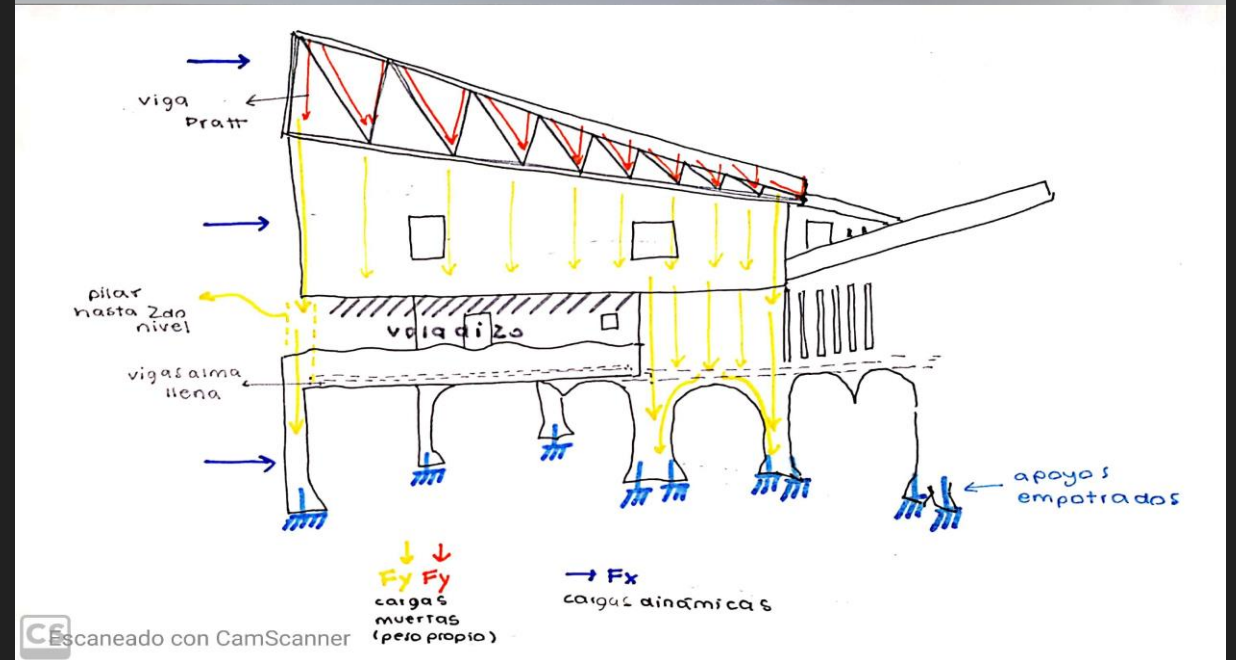 viga
Pratt
pilar
hasta 2do
nivel
voladizo
vigas alma
llena
apoyos
empotrados
Fy Fy
cargas
muertas
(peso propio)
Fx
cargas dinámicas
CS
Escaneado con CamScanner